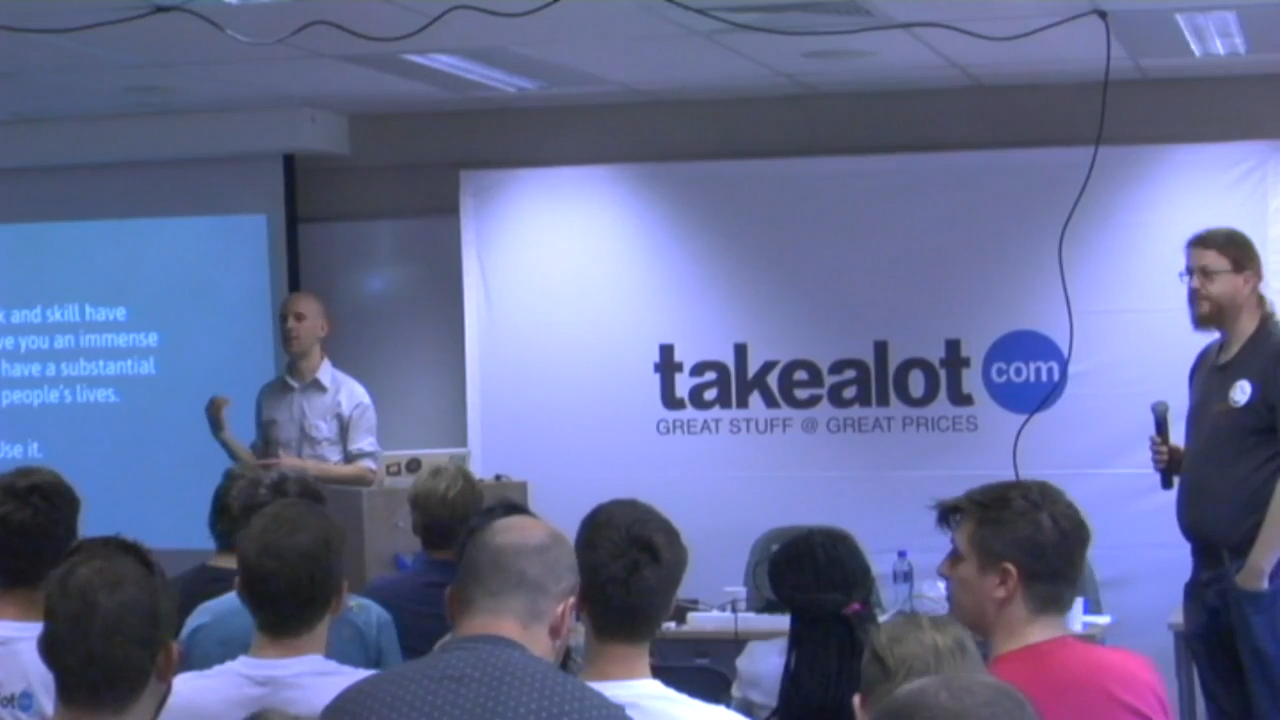 and skill have
ve you an immense
have a substantial
people's lives.
Use it.
takealot
com
GREAT STUFF @ GREAT PRICES